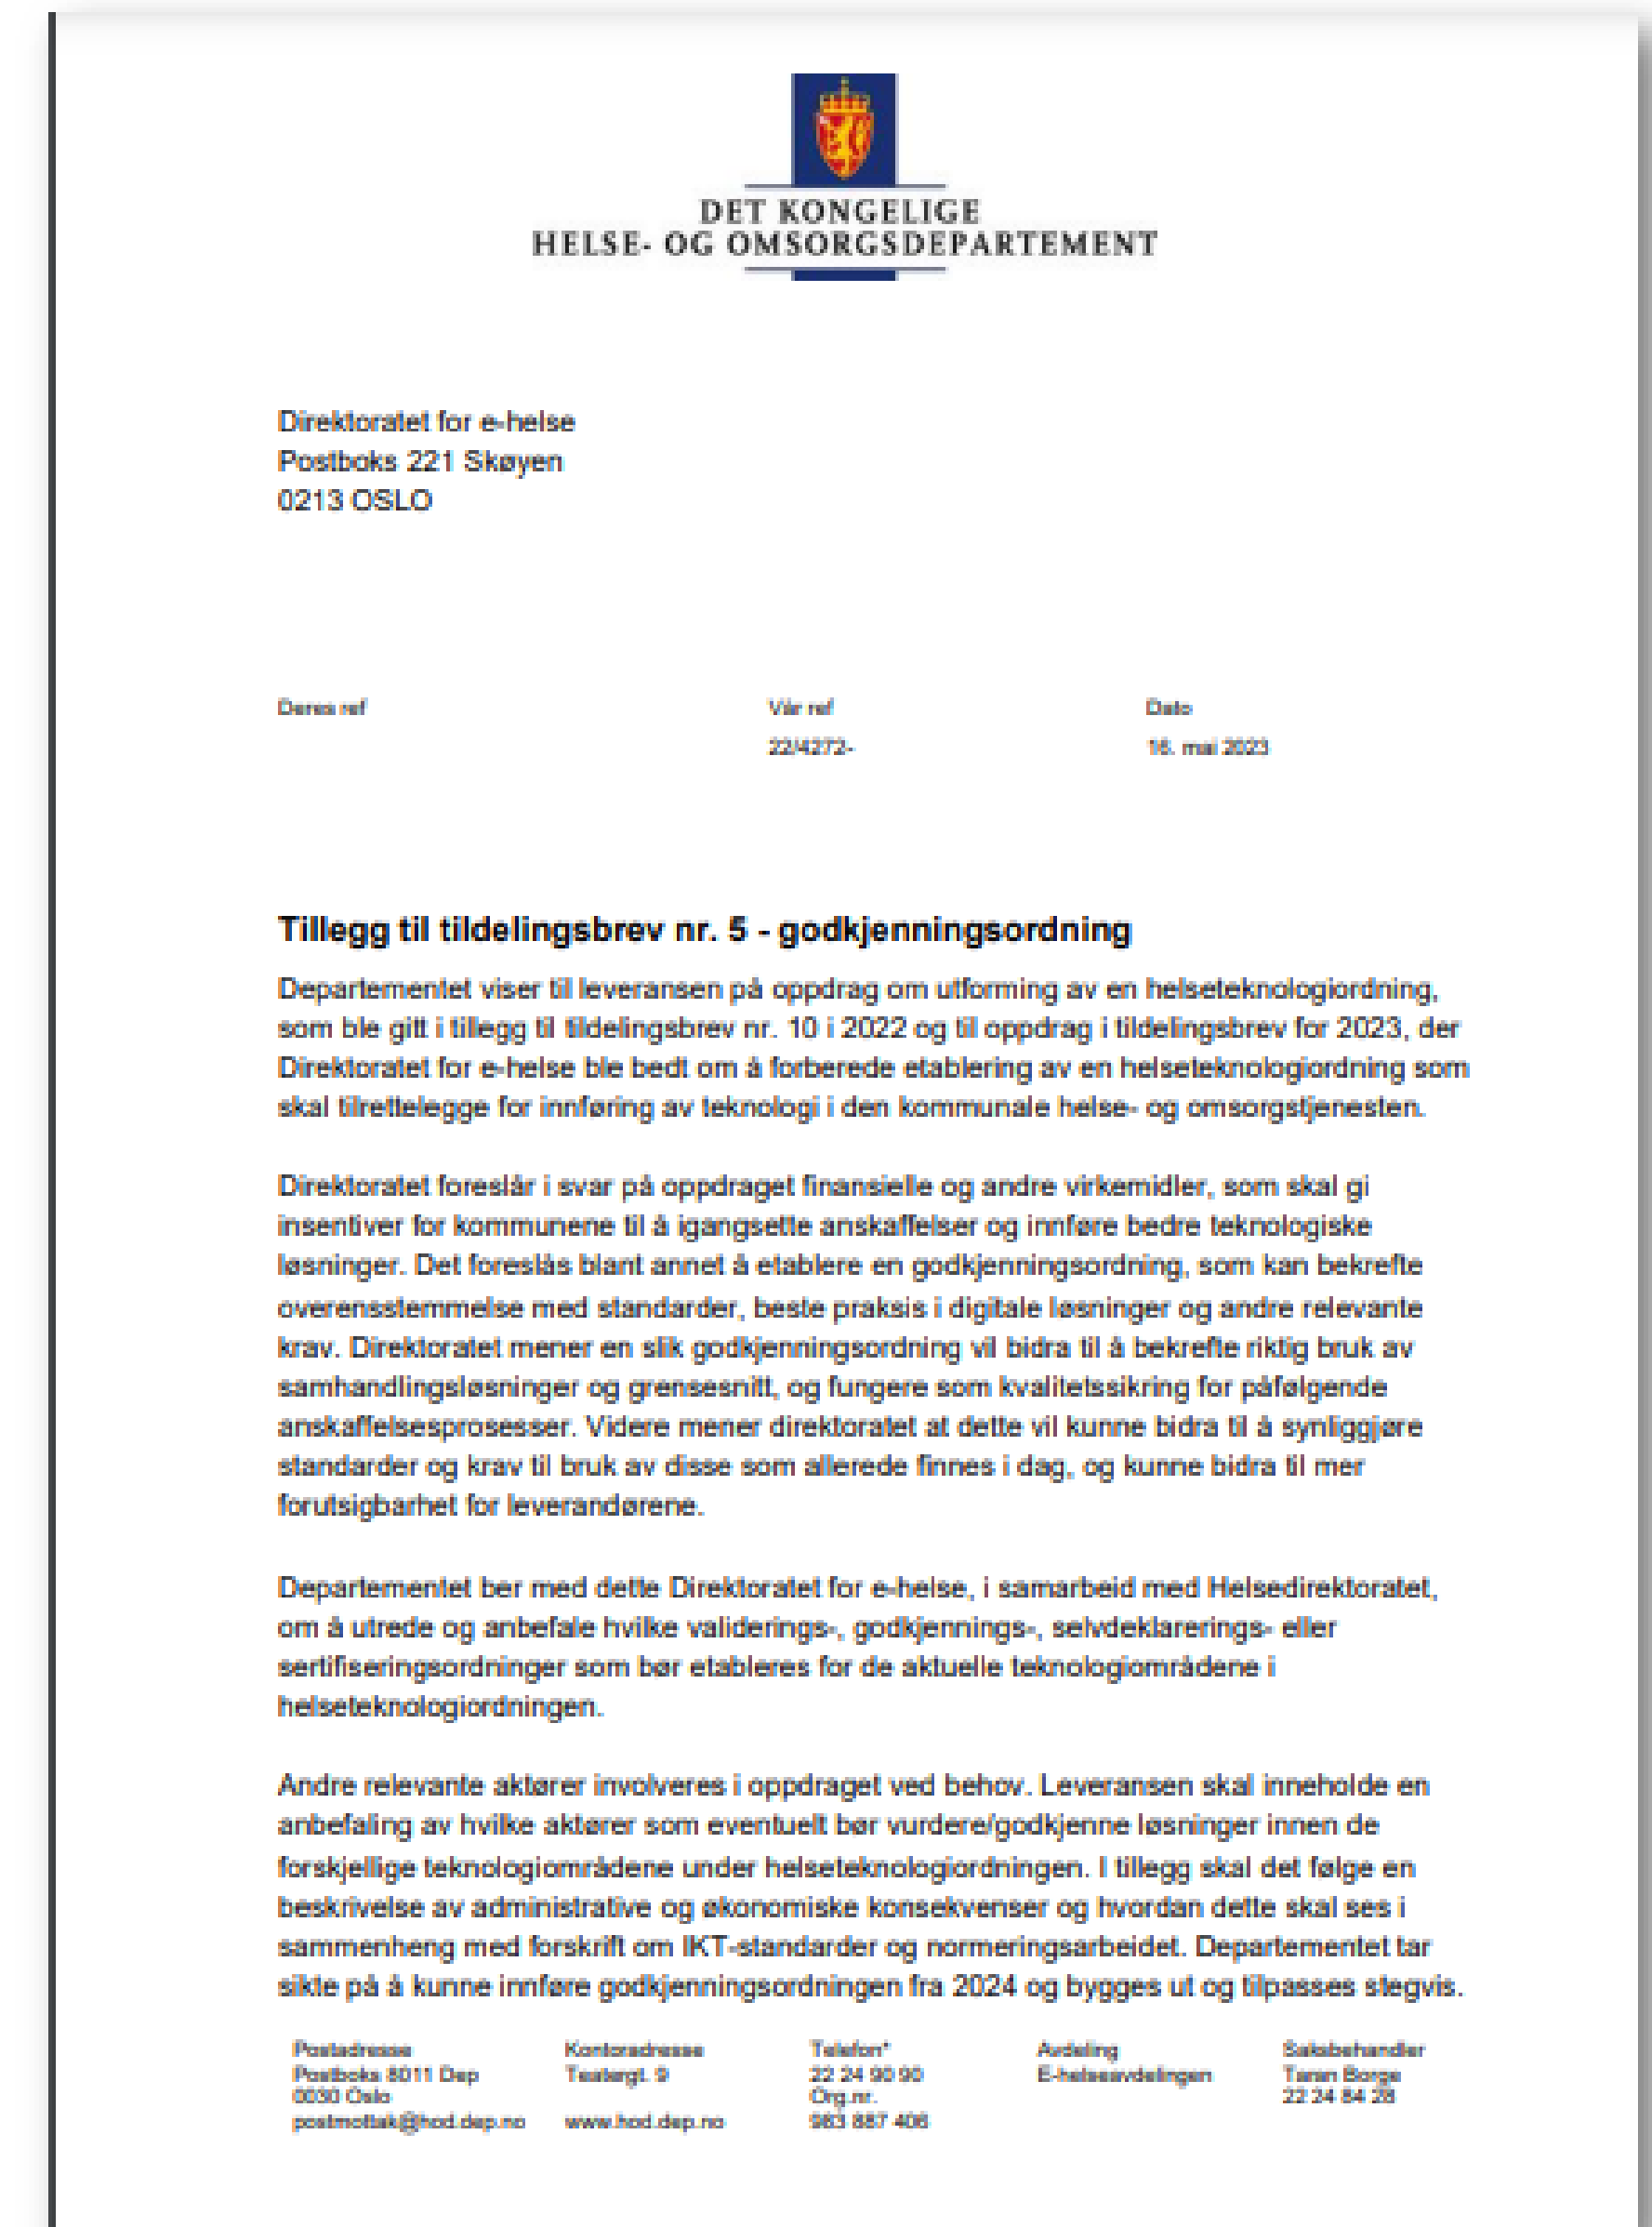 DET KONGELIGE
HELSE- OG OMSORGSDEPARTEMENT
Direktoratet for e-helse
Postboks 221 Skøyen
0213 OSLO
Deres ref Vår ref Dato
22/4272- 16. mai 2023
Tillegg til tildelingsbrev nr. 5 - godkjenningsordning
Departementet viser til leveransen på oppdrag om utforming av en helseteknologiordning,
som ble gitt i tillegg til tildelingsbrev nr. 10 i 2022 og til oppdrag i tildelingsbrev for 2023, der
Direktoratet for e-helse ble bedt om å forberede etablering av en helseteknologiordning som
skal tilrettelegge for innføring av teknologi i den kommunale helse- og omsorgstjenesten.
Direktoratet foreslår i svar på oppdraget finansielle og andre virkemidler, som skal gi
insentiver for kommunene til å igangsette anskaffelser og innføre bedre teknologiske
løsninger. Det foreslås blant annet å etablere en godkjenningsordning, som kan bekrefte
overensstemmelse med standarder, beste praksis i digitale løsninger og andre relevante
krav. Direktoratet mener en slik godkjenningsordning vil bidra til å bekrefte riktig bruk av
samhandlingsløsninger og grensesnitt, og fungere som kvalitetssikring for påfølgende
anskaffelsesprosesser. Videre mener direktoratet at dette vil kunne bidra til å synliggjøre
standarder og krav til bruk av disse som allerede finnes i dag, og kunne bidra til mer
forutsigbarhet for leverandørene.
Departementet ber med dette Direktoratet for e-helse, i samarbeid med Helsedirektoratet,
om å utrede og anbefale hvilke validerings-, godkjennings-, selvdeklarerings- eller
sertifiseringsordninger som bør etableres for de aktuelle teknologiområdene i
helseteknologiordningen.
Andre relevante aktører involveres i oppdraget ved behov. Leveransen skal inneholde en
anbefaling av hvilke aktører som eventuelt bør vurdere/godkjenne løsninger innen de
forskjellige teknologiområdene under helseteknologiordningen. I tillegg skal det følge en
beskrivelse av administrative og økonomiske konsekvenser og hvordan dette skal ses i
sammenheng med forskrift om IKT-standarder og normeringsarbeidet. Departementet tar
sikte på å kunne innføre godkjenningsordningen fra 2024 og bygges ut og tilpasses stegvis.
Postadresse Kontoradresse Telefon* Avdeling Saksbehandler
Postboks 8011 Dep Teatergt. 9 22 24 90 90 E-helseavdelingen Taran Borge
0030 Oslo Org.nr. 22 24 84 28
postmottak@hod.dep.no www.hod.dep.no 983 887 406